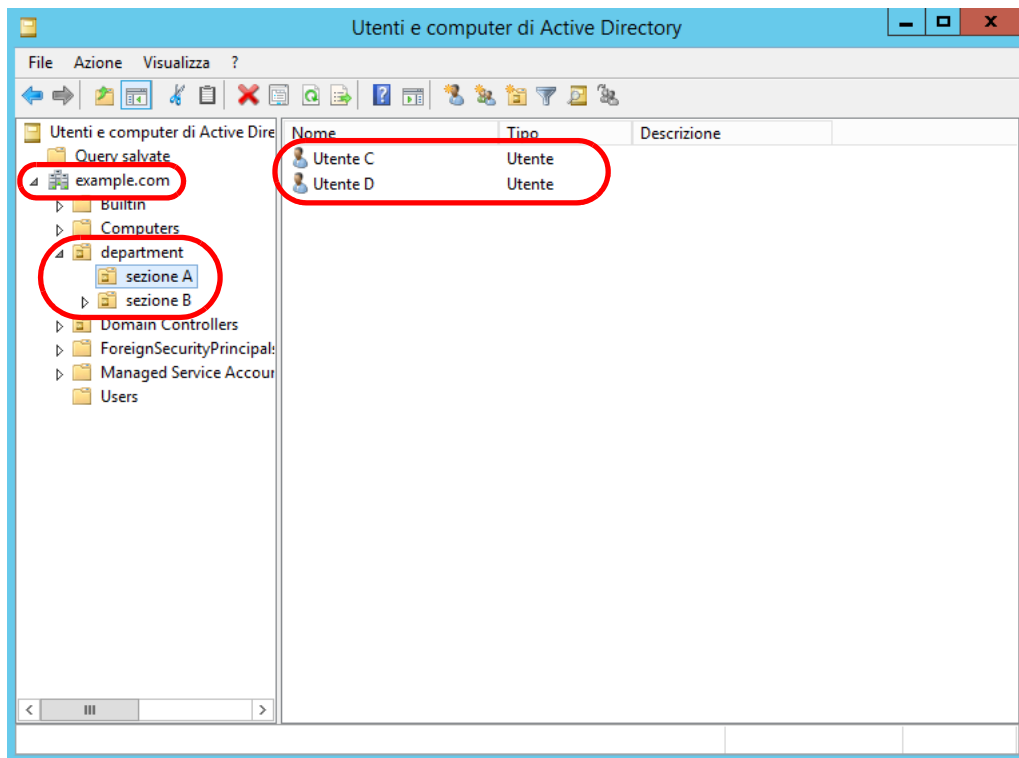 Utenti e computer di Active Directory
File Azione Visualizza ?
Utenti e computer di Active Dire
Query salvate
example.com
Builtin
Computers
department
sezione A
sezione B
Domain Controllers
ForeignSecurityPrincipal
Managed Service Accour
Users
Nome Tipo Descrizione
Utente C Utente
Utente D Utente